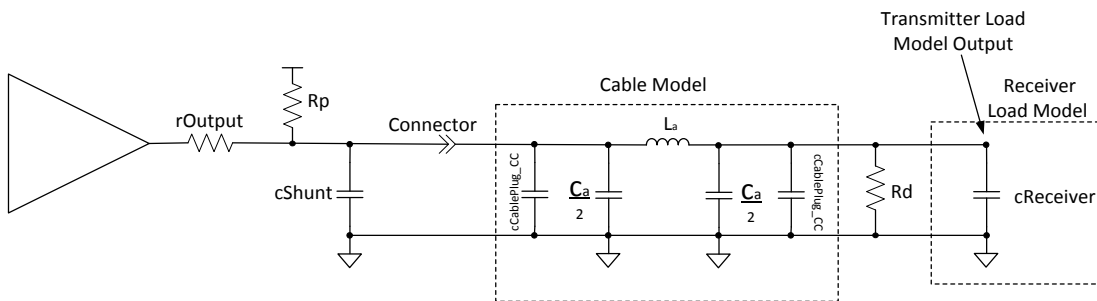 Transmitter Load
Model Output
Receiver
Load Model
Cable Model
Rp
rOutput
Connector
La
cShunt
cCablePlug_CC
Ca
2
Ca
2
cCablePlug_CC
Rd
cReceiver